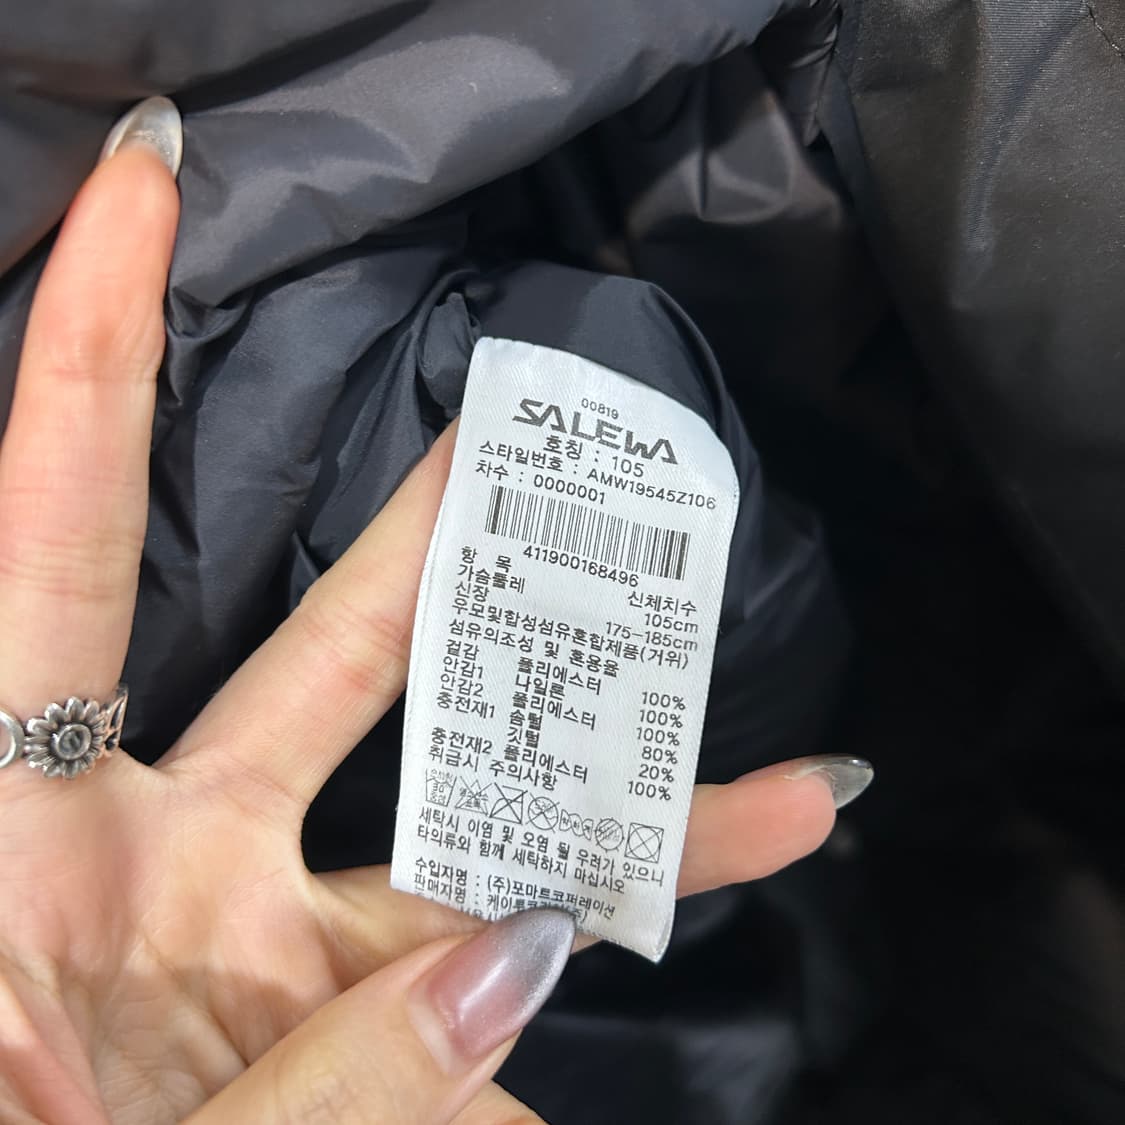 00819
SALEWA
호칭 : 105
스타일번호 : AMW19545Z106
차수 : 0000001
411900168496
항 목 신체치수
가슴둘레 105cm
신장 175-185cm
우모및합성섬유혼합제품(거위)
섬유의조성 및 혼용율
겉감 폴리에스터 100%
안감1 나일론 100%
안감2 폴리에스터 100%
충전재1 솜털 80%
깃털 20%
충전재2 폴리에스터 100%
취급시 주의사항
세탁시 이염 및 오염 될 우려가 있으니
타의류와 함께 세탁하지 마십시오
수입자명 : (주)포마트코퍼레이션
판매자명 :